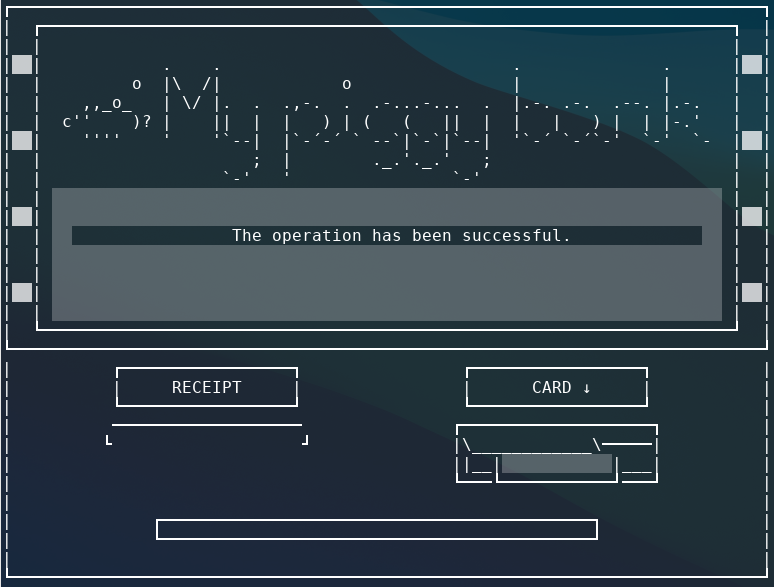 My piggy bank
The operation has been successful.
RECEIPT
CARD ↓